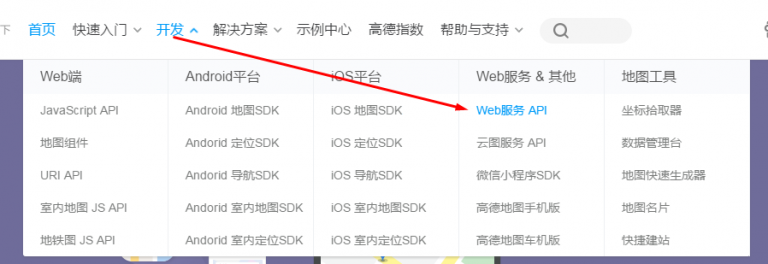 下 首页 快速入门 开发 解决方案 示例中心 高德指数 帮助与支持
Web端 Android平台 iOS平台 Web服务 & 其他 地图工具
JavaScript API Android 地图SDK iOS 地图SDK Web服务 API 坐标拾取器
地图组件 Andorid 定位SDK iOS 定位SDK 云图服务 API 数据管理台
URI API Andorid 导航SDK iOS 导航SDK 微信小程序SDK 地图快速生成器
室内地图 JS API Andorid 室内地图SDK iOS 室内地图SDK 高德地图手机版 地图名片
地铁图 JS API Andorid 室内定位SDK iOS 室内定位SDK 高德地图车机版 快捷建站